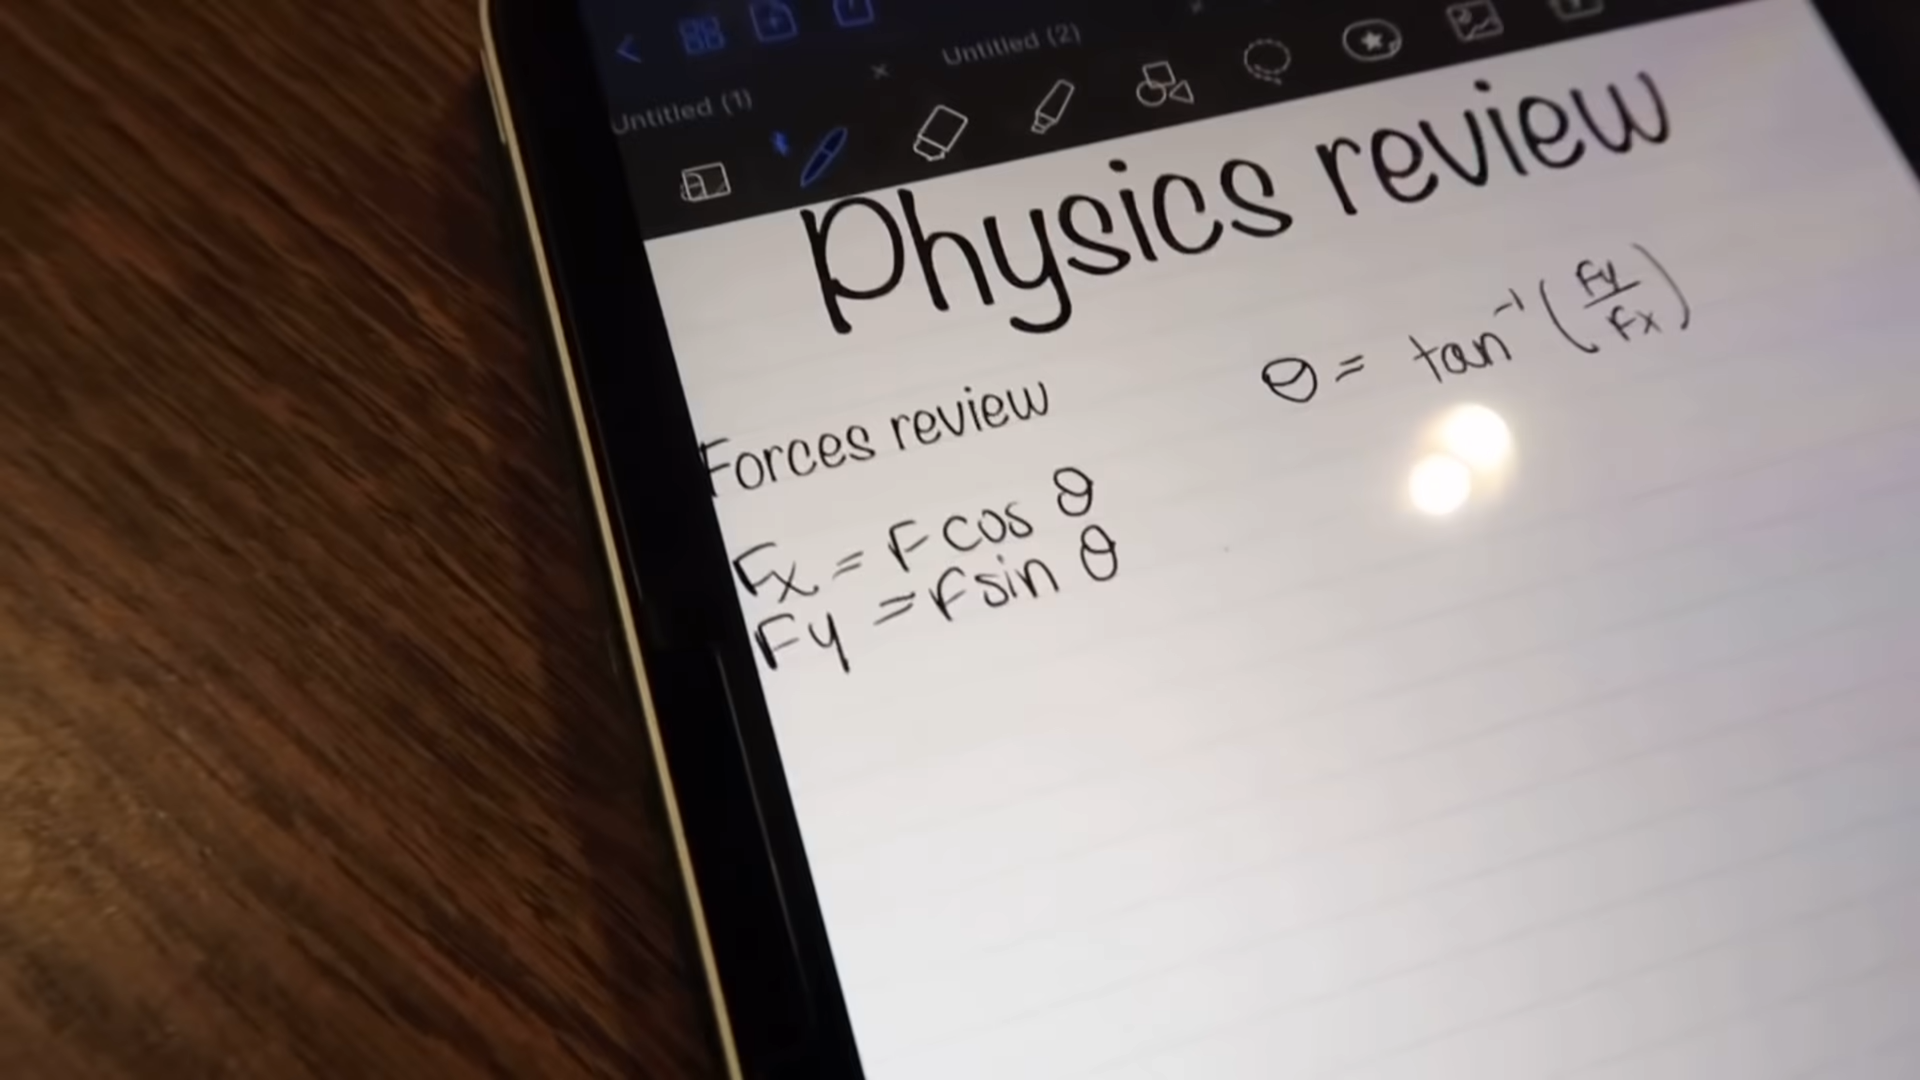 Untitled (1)
Untitled (2)
Physics review
Forces review
θ = tan⁻¹ (Fy/Fx)
Fx = F cos θ
Fy = F sin θ